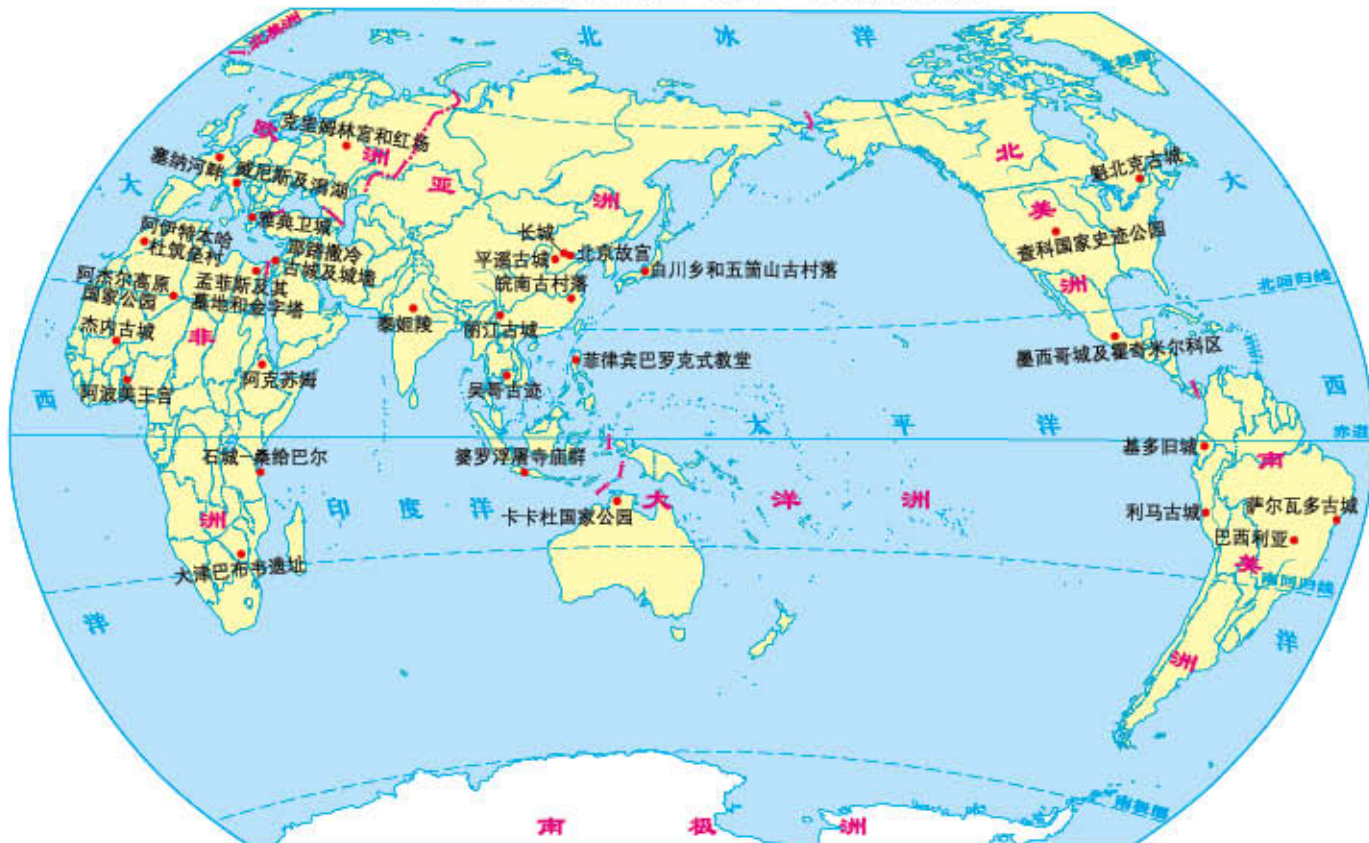 北冰洋
北美洲
北极圈
欧洲
克里姆林宫和红场
塞纳河畔
威尼斯及潟湖
亚洲
北美洲
魁北克古城
大西洋
大西洋
雅典卫城
阿伊特本哈
杜筑垒村
耶路撒冷
古城及城墙
长城
北京故宫
平遥古城
白川乡和五箇山古村落
查科国家史迹公园
阿杰尔高原
国家公园
孟菲斯及其
墓地和金字塔
皖南古村落
北回归线
泰姬陵
丽江古城
杰内古城
非洲
墨西哥城及霍奇米尔科区
菲律宾巴罗克式教堂
阿克苏姆
吴哥古迹
阿波美王宫
太平洋
赤道
基多旧城
南美洲
石城-桑给巴尔
婆罗浮屠寺庙群
印度洋
大洋洲
卡卡杜国家公园
利马古城
萨尔瓦多古城
巴西利亚
大津巴布韦遗址
南回归线
南极圈
南极洲